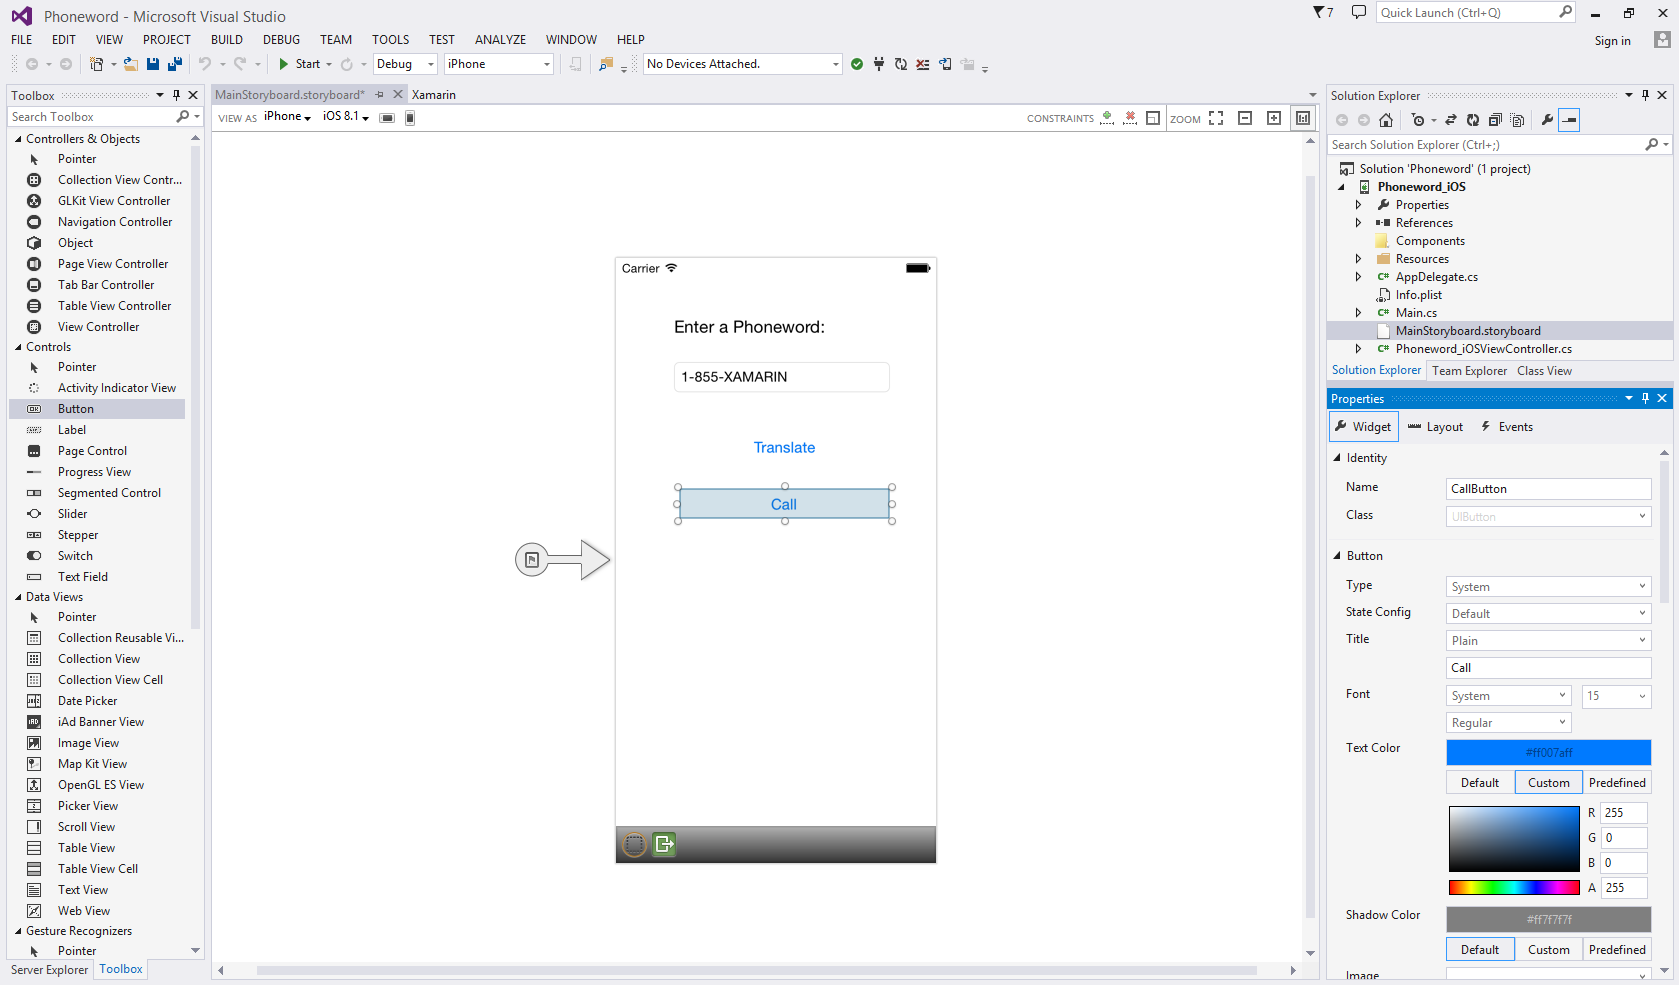 Phoneword - Microsoft Visual Studio
7
Quick Launch (Ctrl+Q)
FILE EDIT VIEW PROJECT BUILD DEBUG TEAM TOOLS TEST ANALYZE WINDOW HELP
Sign in
Start Debug iPhone No Devices Attached.
Toolbox
Search Toolbox
Controllers & Objects
Pointer
Collection View Contr...
GLKit View Controller
Navigation Controller
Object
Page View Controller
Tab Bar Controller
Table View Controller
View Controller
Controls
Pointer
Activity Indicator View
Button
Label
Page Control
Progress View
Segmented Control
Slider
Stepper
Switch
Text Field
Data Views
Pointer
Collection Reusable Vi...
Collection View
Collection View Cell
Date Picker
iAd Banner View
Image View
Map Kit View
OpenGL ES View
Picker View
Scroll View
Table View
Table View Cell
Text View
Web View
Gesture Recognizers
Pointer
Server Explorer Toolbox
MainStoryboard.storyboard* Xamarin
VIEW AS iPhone iOS 8.1
CONSTRAINTS ZOOM
Carrier
Enter a Phoneword:
1-855-XAMARIN
Translate
Call
Solution Explorer
Search Solution Explorer (Ctrl+;)
Solution 'Phoneword' (1 project)
Phoneword_iOS
Properties
References
Components
Resources
C# AppDelegate.cs
Info.plist
C# Main.cs
MainStoryboard.storyboard
C# Phoneword_iOSViewController.cs
Solution Explorer Team Explorer Class View
Properties
Widget Layout Events
Identity
Name CallButton
Class UIButton
Button
Type System
State Config Default
Title Plain
Call
Font System 15
Regular
Text Color #ff007aff
Default Custom Predefined
R 255
G 0
B 0
A 255
Shadow Color #ff7f7f7f
Default Custom Predefined
Image